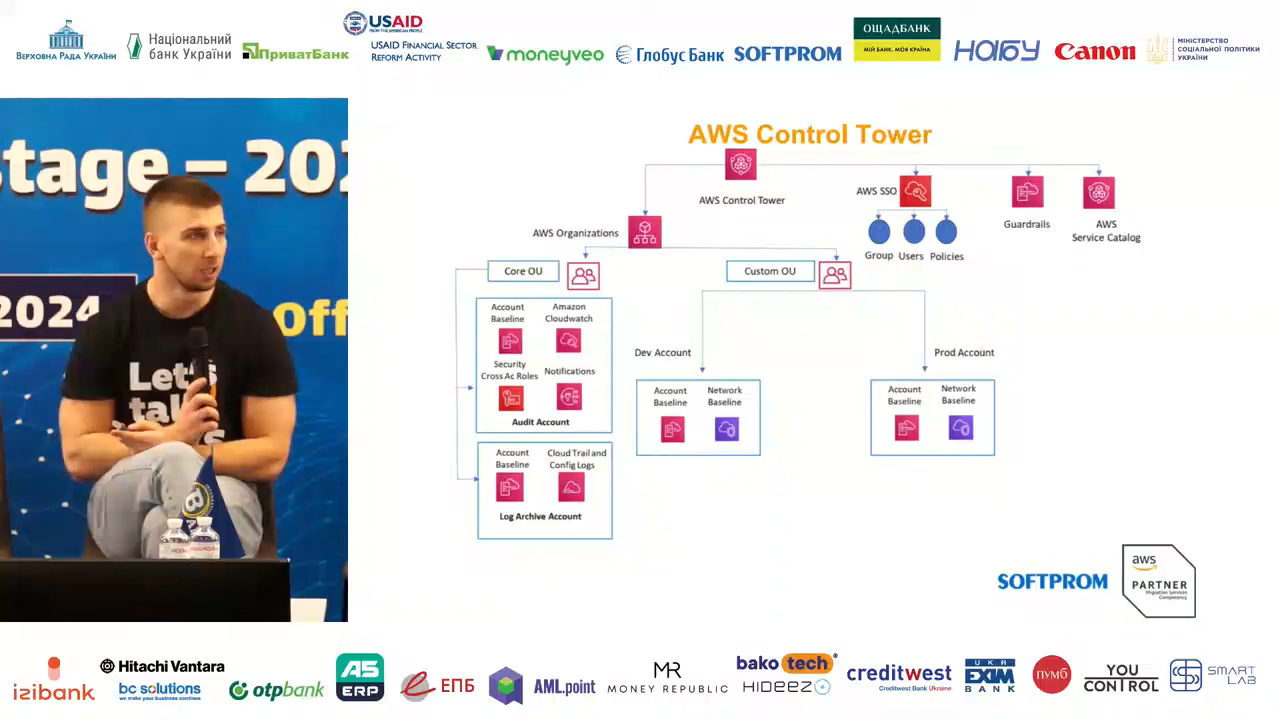 ВЕРХОВНА РАДА УКРАЇНИ
Національний
банк України
ПриватБанк
USAID
FROM THE AMERICAN PEOPLE
USAID FINANCIAL SECTOR
REFORM ACTIVITY
moneyveo
Глобус Банк
SOFTPROM
ОЩАДБАНК
МІЙ БАНК. МОЯ КРАЇНА
НАБУ
Canon
МІНІСТЕРСТВО
СОЦІАЛЬНОЇ ПОЛІТИКИ
УКРАЇНИ
stage – 202
2024
off
Let's
AWS Control Tower
AWS Control Tower
AWS SSO
Group Users Policies
Guardrails
AWS
Service Catalog
AWS Organizations
Core OU
Custom OU
Account
Baseline
Amazon
Cloudwatch
Security
Cross Ac Roles
Notifications
Audit Account
Account
Baseline
Cloud Trail and
Config Logs
Log Archive Account
Dev Account
Account
Baseline
Network
Baseline
Prod Account
Account
Baseline
Network
Baseline
SOFTPROM
aws
PARTNER
Migration Services
Competency
izibank
Hitachi Vantara
bc solutions
we make your business continue
otpbank
A5
ERP
ЕПБ
AML.point
MR
MONEY REPUBLIC
bakotech®
HIDEEZ
creditwest
Creditwest Bank Ukraine
UKR
EXIM
BANK
ПУМБ
YOU
CONTROL
SMART
LAB